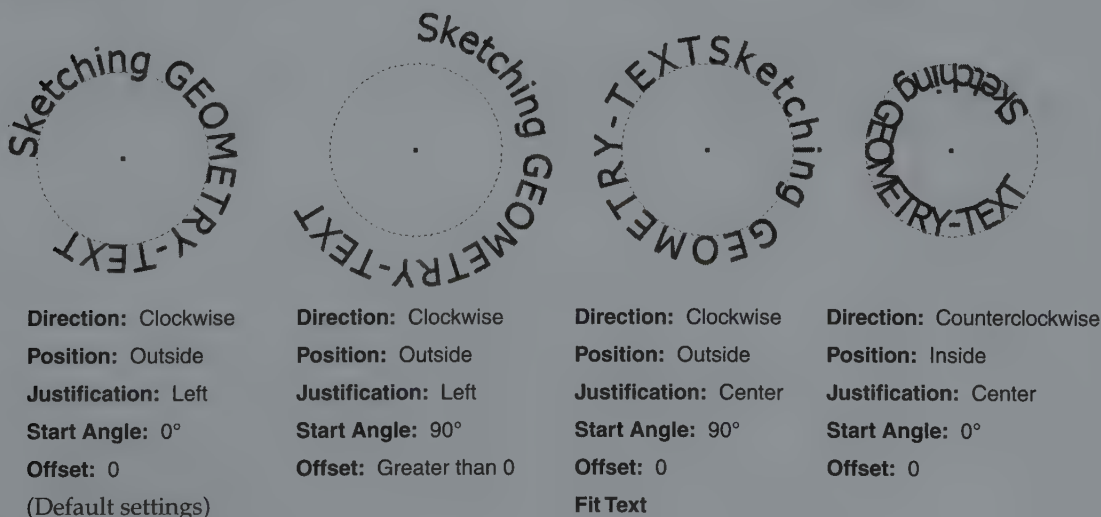 Sketching GEOMETRY-TEXT
Sketching GEOMETRY-TEXT
Sketching GEOMETRY-TEXT
Sketching GEOMETRY-TEXT
Direction: Clockwise
Position: Outside
Justification: Left
Start Angle: 0°
Offset: 0
(Default settings)
Direction: Clockwise
Position: Outside
Justification: Left
Start Angle: 90°
Offset: Greater than 0
Direction: Clockwise
Position: Outside
Justification: Center
Start Angle: 90°
Offset: 0
Fit Text
Direction: Counterclockwise
Position: Inside
Justification: Center
Start Angle: 0°
Offset: 0